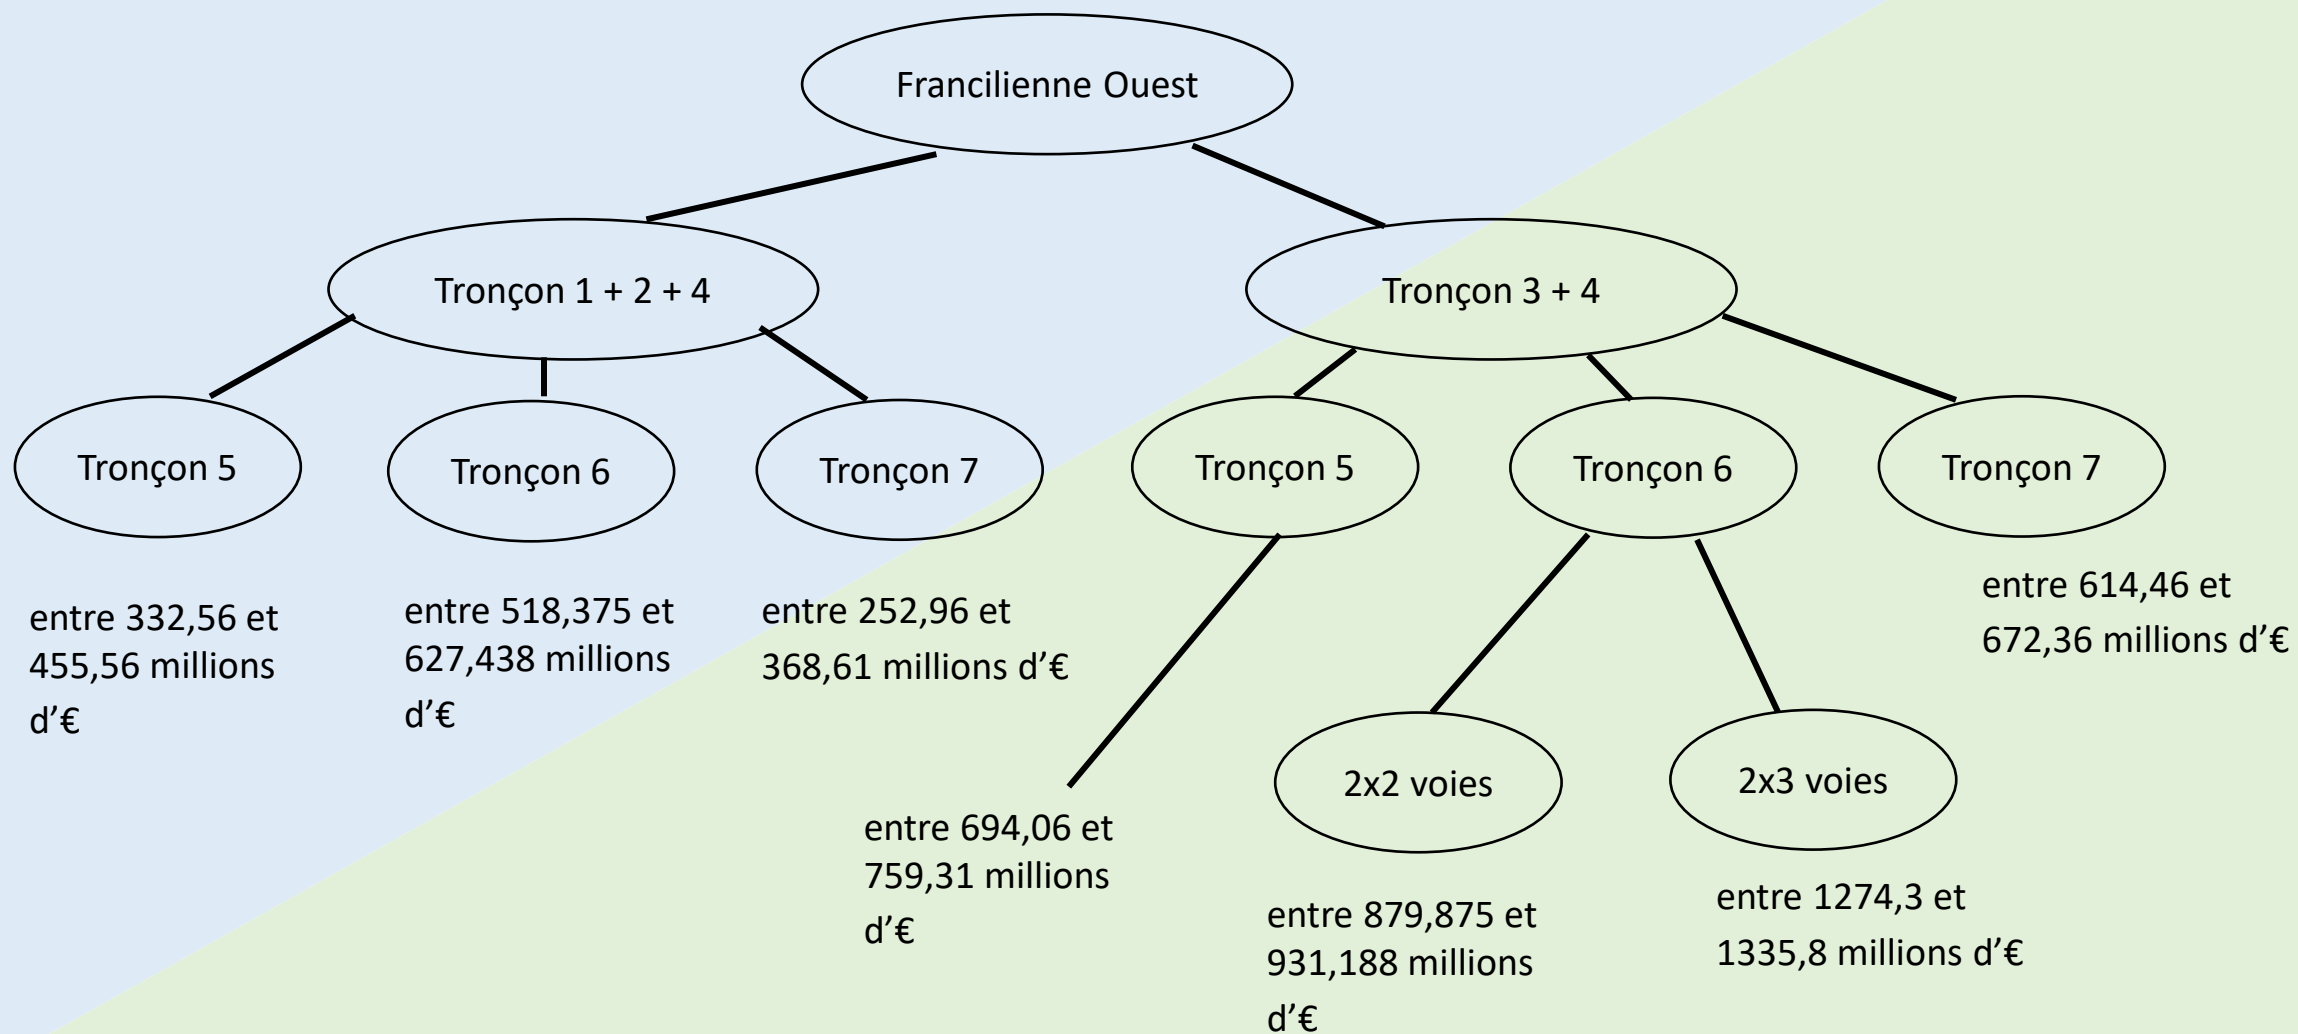 Francilienne Ouest
Tronçon 1 + 2 + 4
Tronçon 3 + 4
Tronçon 5
Tronçon 6
Tronçon 7
Tronçon 5
Tronçon 6
Tronçon 7
entre 332,56 et
455,56 millions
d’€
entre 518,375 et
627,438 millions
d’€
entre 252,96 et
368,61 millions d’€
entre 614,46 et
672,36 millions d’€
2x2 voies
2x3 voies
entre 694,06 et
759,31 millions
d’€
entre 879,875 et
931,188 millions
d’€
entre 1274,3 et
1335,8 millions d’€